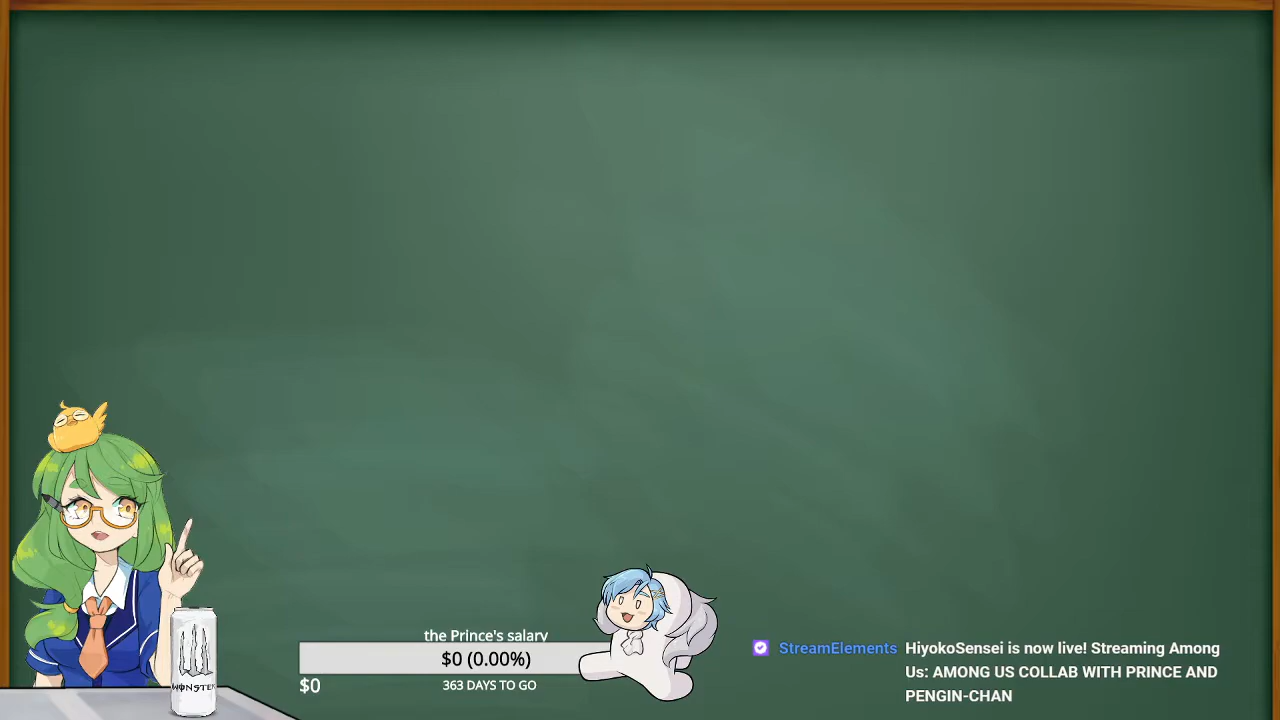 the Prince's salary
$0 (0.00%)
$0
363 DAYS TO GO
MONSTER
StreamElements HiyokoSensei is now live! Streaming Among
Us: AMONG US COLLAB WITH PRINCE AND
PENGIN-CHAN